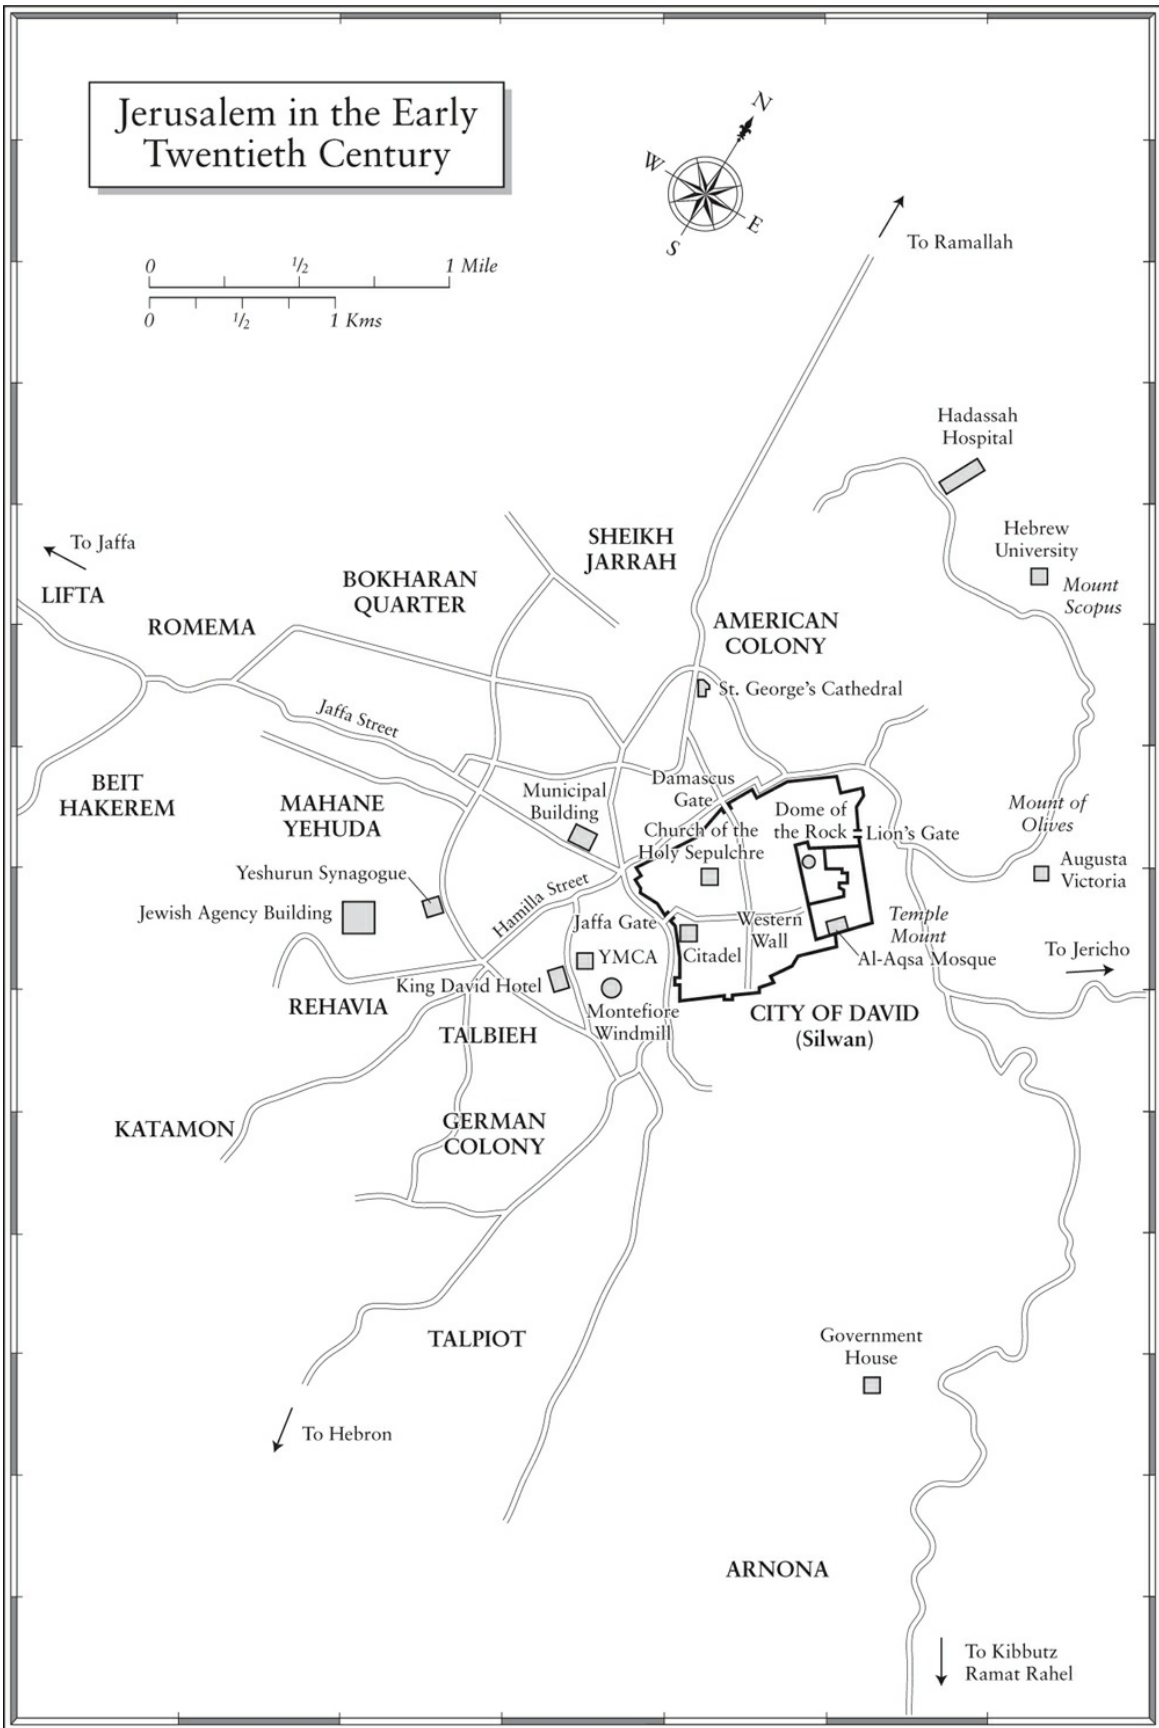 Jerusalem in the Early
Twentieth Century
N
W
E
S
0 1/2 1 Mile
0 1/2 1 Kms
To Ramallah
Hadassah
Hospital
Hebrew
University
Mount
Scopus
To Jaffa
LIFTA
ROMEMA
BOKHARAN
QUARTER
SHEIKH
JARRAH
AMERICAN
COLONY
St. George's Cathedral
Jaffa Street
BEIT
HAKEREM
MAHANE
YEHUDA
Municipal
Building
Damascus
Gate
Church of the
Holy Sepulchre
Dome of
the Rock
Lion's Gate
Mount of
Olives
Augusta
Victoria
Yeshurun Synagogue
Jewish Agency Building
Hamilla Street
Jaffa Gate
Citadel
Western
Wall
Temple
Mount
Al-Aqsa Mosque
To Jericho
YMCA
King David Hotel
Montefiore
Windmill
REHAVIA
TALBIEH
CITY OF DAVID
(Silwan)
KATAMON
GERMAN
COLONY
TALPIOT
Government
House
To Hebron
ARNONA
To Kibbutz
Ramat Rahel